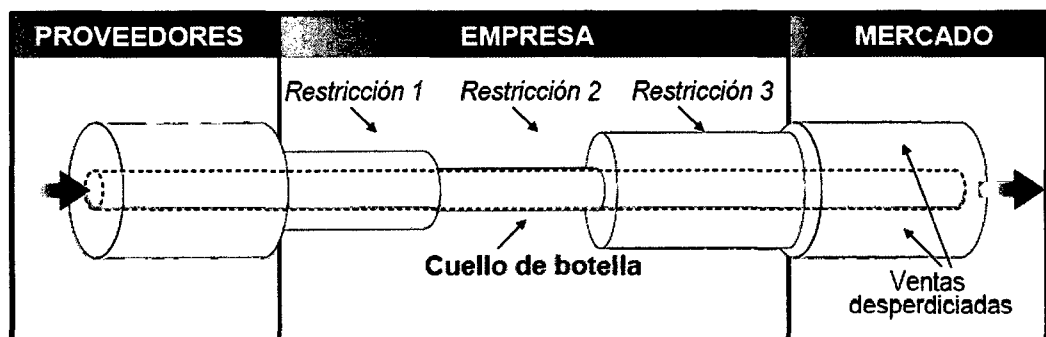 PROVEEDORES
EMPRESA
MERCADO
Restricción 1
Restricción 2
Restricción 3
Cuello de botella
Ventas
desperdiciadas